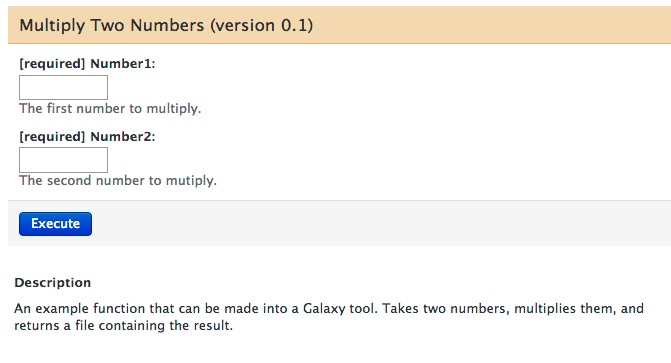 Multiply Two Numbers (version 0.1)
[required] Number1:
The first number to multiply.
[required] Number2:
The second number to mutiply.
Execute
Description
An example function that can be made into a Galaxy tool. Takes two numbers, multiplies them, and
returns a file containing the result.